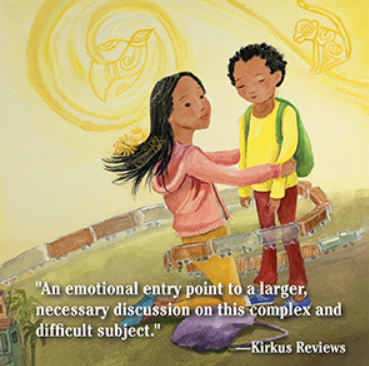 "An emotional entry point to a larger,
necessary discussion on this complex and
difficult subject."
—Kirkus Reviews